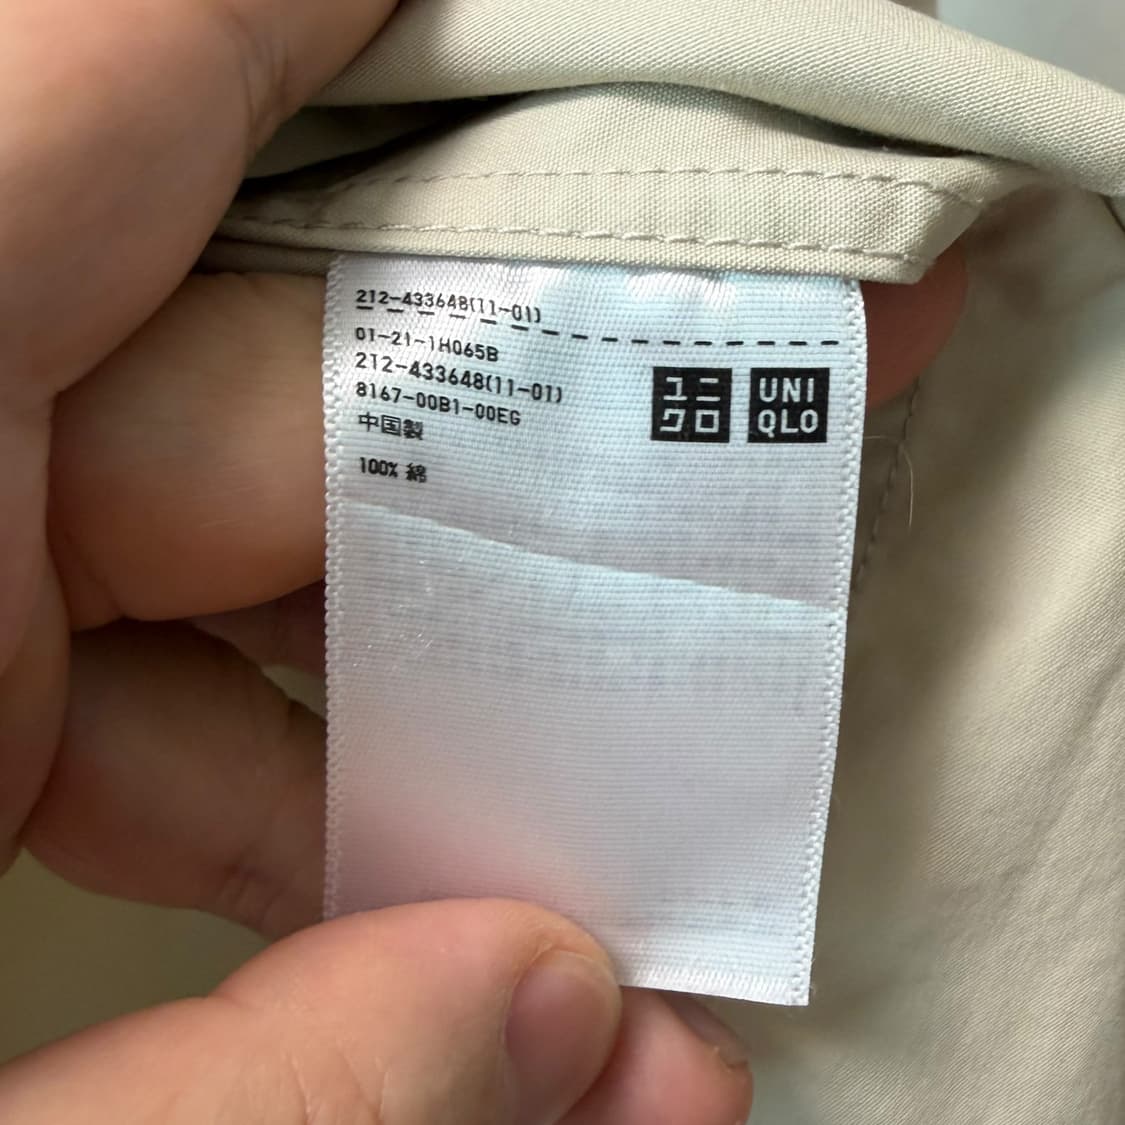 212-433648(11-01)
01-21-1H065B
212-433648(11-01)
8167-00B1-00EG
中国製
100% 綿
ユニ
クロ
UNI
QLO